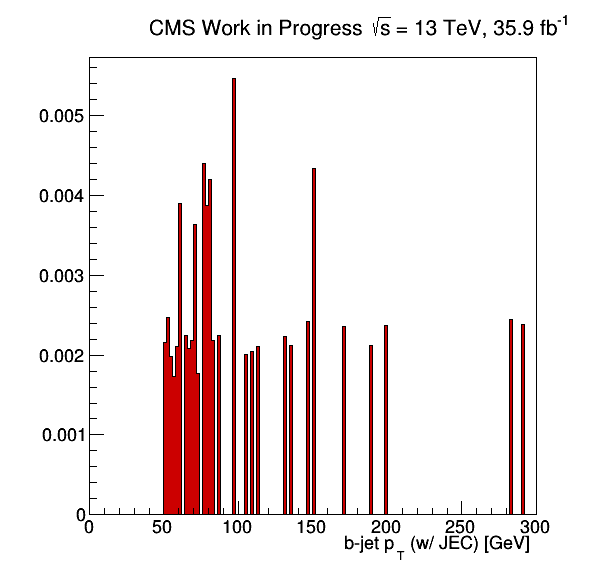 CMS Work in Progress √s = 13 TeV, 35.9 fb⁻¹
0.005
0.004
0.003
0.002
0.001
0
0 50 100 150 200 250 300
b-jet p_T (w/ JEC) [GeV]